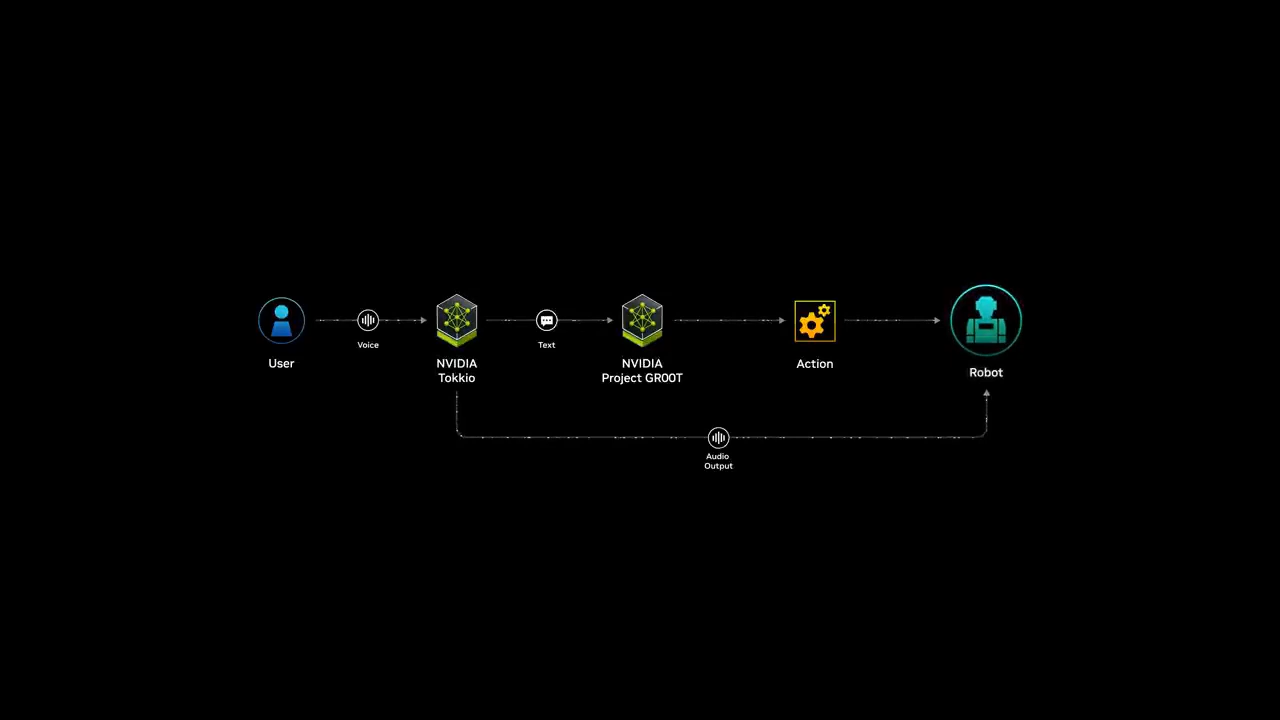 Voice
Text
User
NVIDIA
Tokkio
NVIDIA
Project GR00T
Action
Robot
Audio
Output